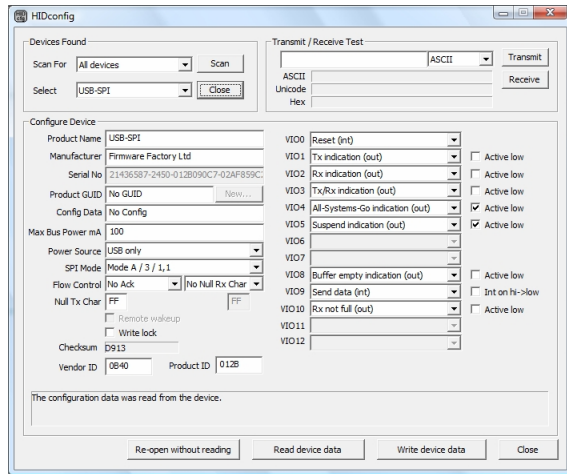 HIDconfig
Devices Found
Scan For All devices Scan
Select USB-SPI Close
Transmit / Receive Test
ASCII Transmit
ASCII Receive
Unicode
Hex
Configure Device
Product Name USB-SPI
Manufacturer Firmware Factory Ltd
Serial No 21436587-2450-012B090C7-02AF859C
Product GUID No GUID New...
Config Data No Config
Max Bus Power mA 100
Power Source USB only
SPI Mode Mode A / 3 / 1,1
Flow Control No Ack No Null Rx Char
Null Tx Char FF FF
Remote wakeup
Write lock
Checksum D913
Vendor ID 0B40 Product ID 012B
VIO0 Reset (int)
VIO1 Tx indication (out) Active low
VIO2 Rx indication (out) Active low
VIO3 Tx/Rx indication (out) Active low
VIO4 All-Systems-Go indication (out) Active low
VIO5 Suspend indication (out) Active low
VIO6
VIO7
VIO8 Buffer empty indication (out) Active low
VIO9 Send data (int) Int on hi->low
VIO10 Rx not full (out) Active low
VIO11
VIO12
The configuration data was read from the device.
Re-open without reading Read device data Write device data Close